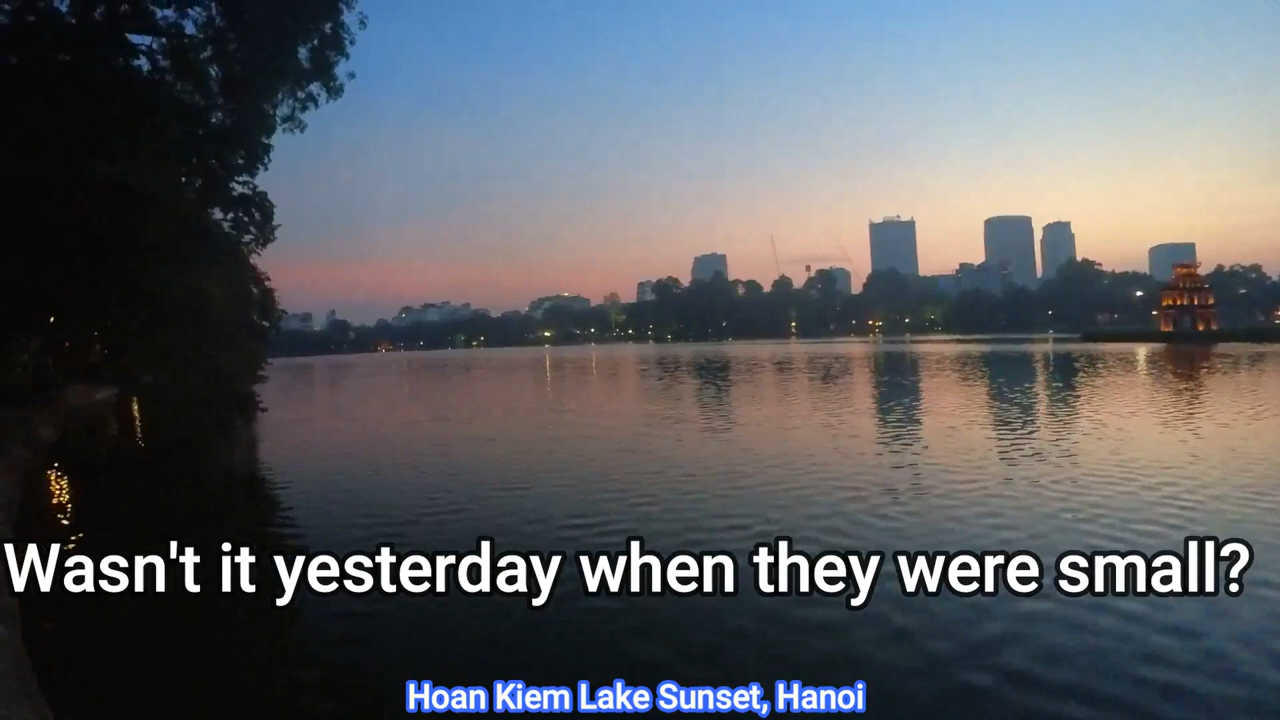 Wasn't it yesterday when they were small?
Hoan Kiem Lake Sunset, Hanoi